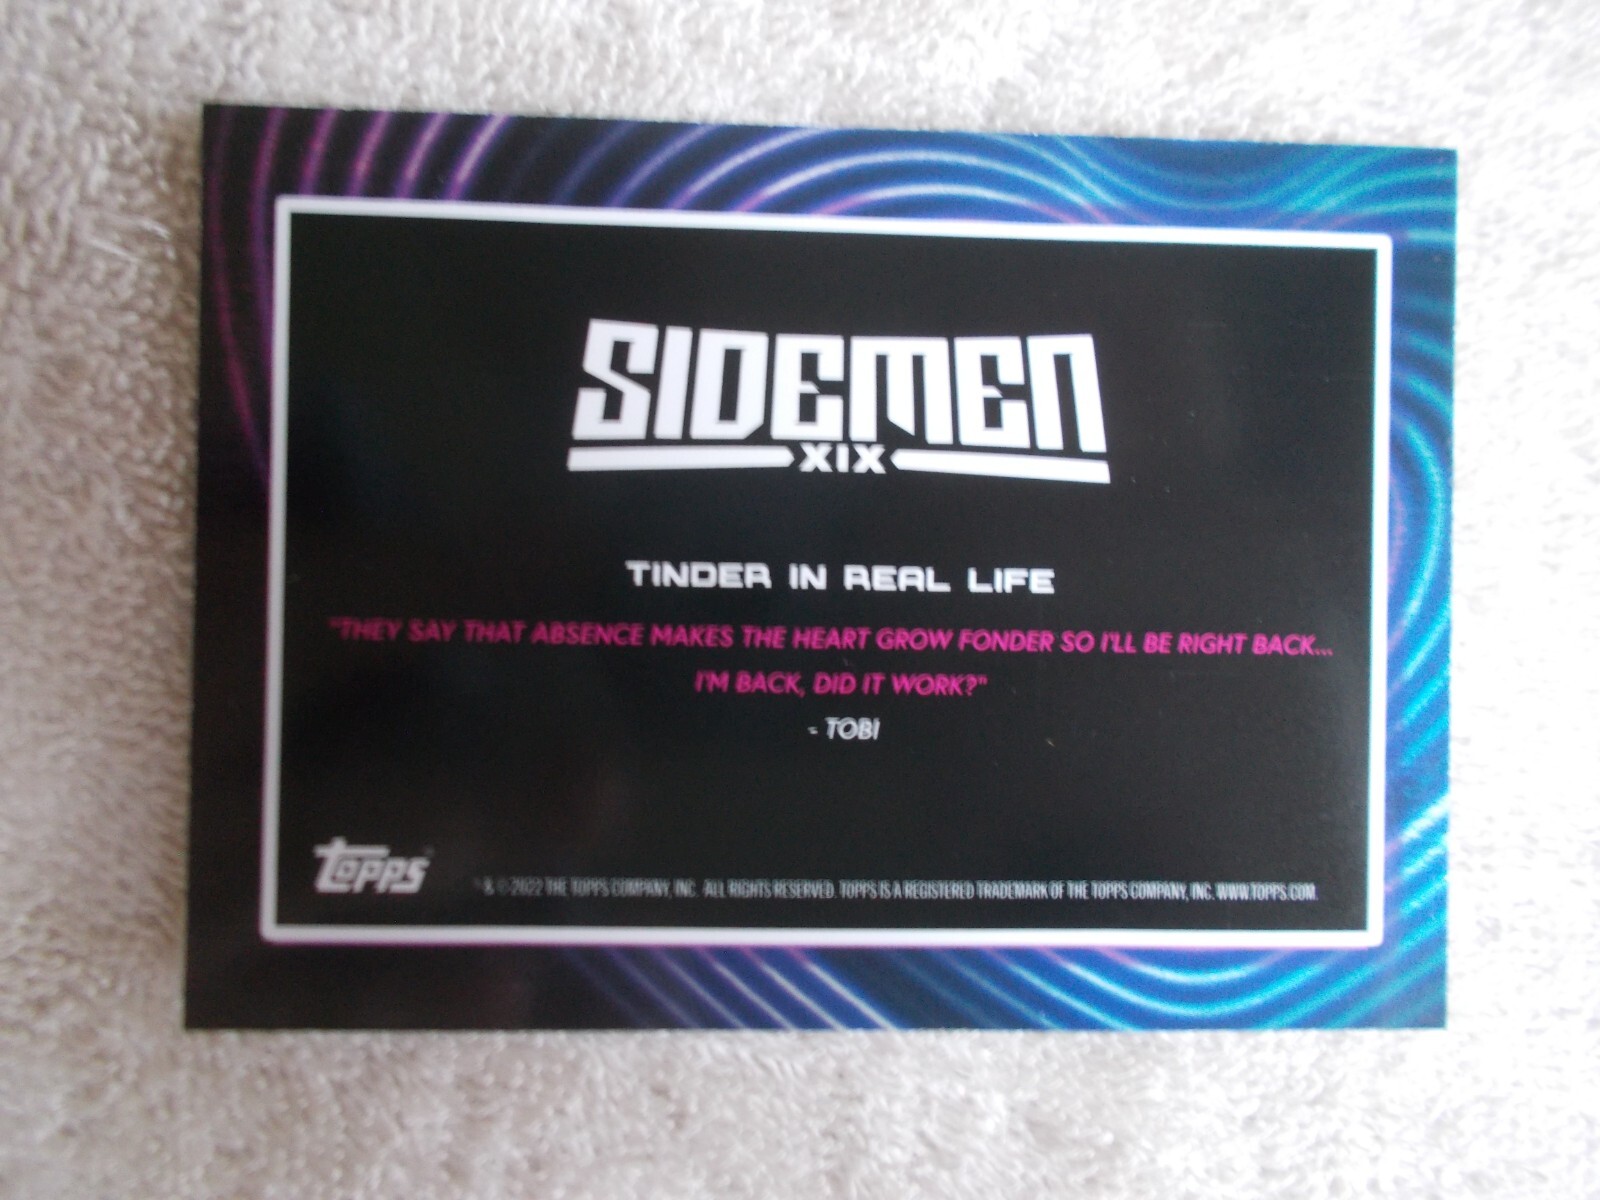 SIDEMEN
XIX
TINDER IN REAL LIFE
"THEY SAY THAT ABSENCE MAKES THE HEART GROW FONDER SO I'LL BE RIGHT BACK...
I'M BACK, DID IT WORK?"
- TOBI
Topps
& © 2022 THE TOPPS COMPANY, INC. ALL RIGHTS RESERVED. TOPPS IS A REGISTERED TRADEMARK OF THE TOPPS COMPANY, INC. WWW.TOPPS.COM.